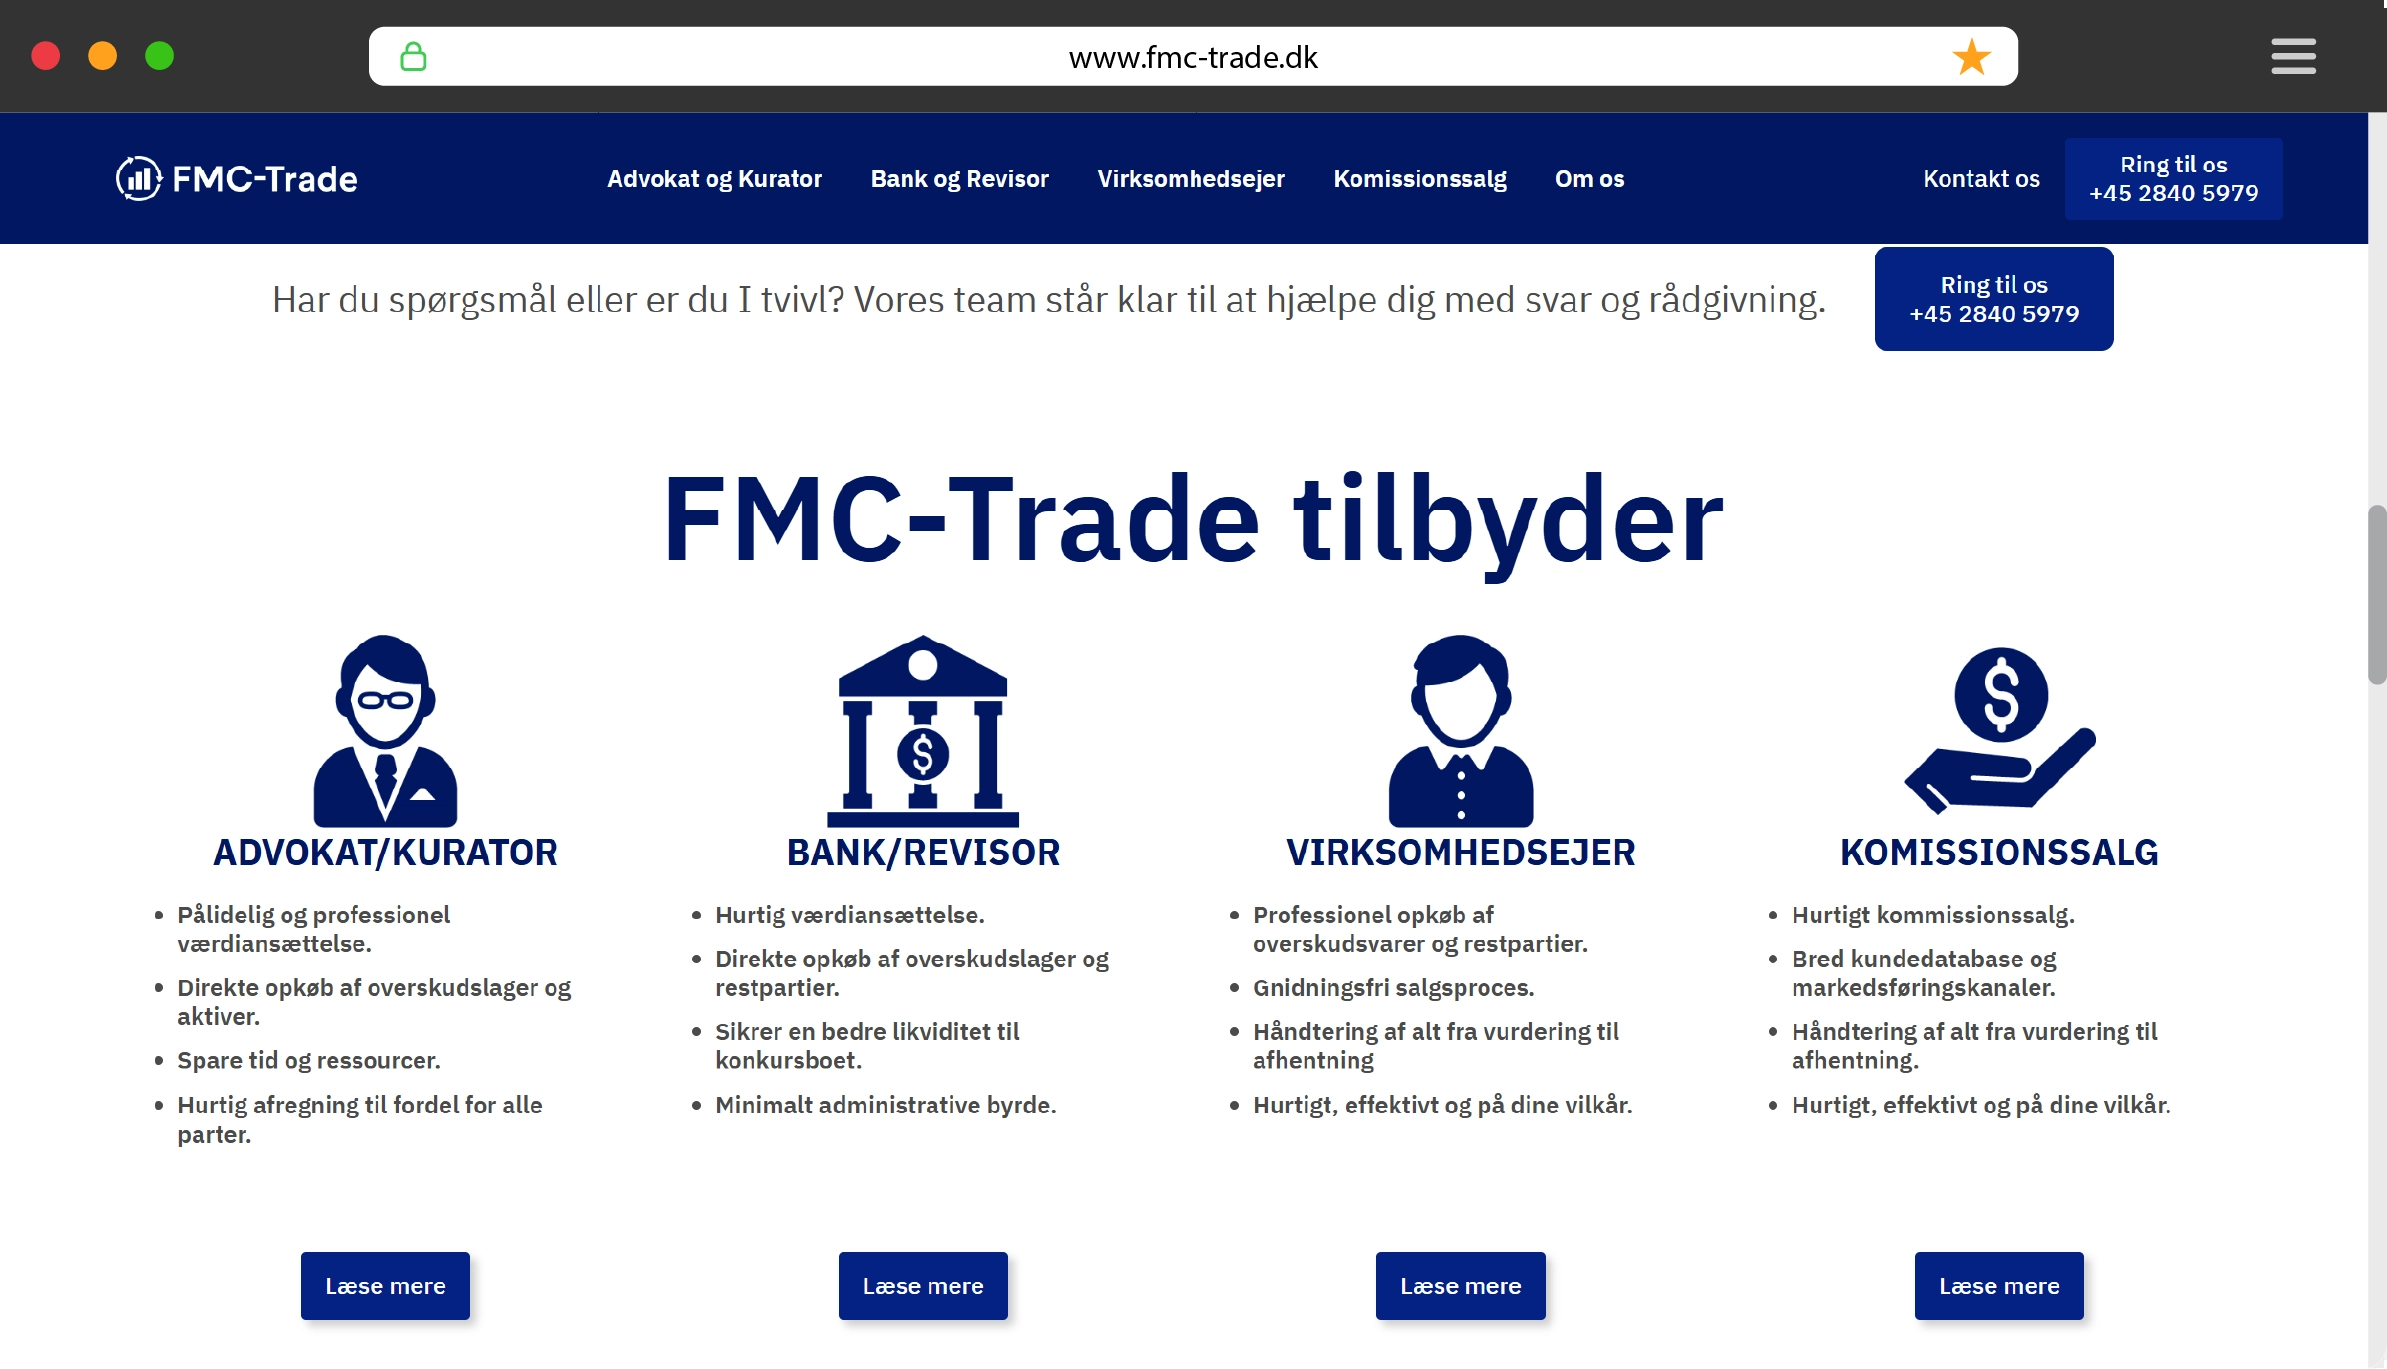 www.fmc-trade.dk
FMC-Trade
Advokat og Kurator
Bank og Revisor
Virksomhedsejer
Komissionssalg
Om os
Kontakt os
Ring til os
+45 2840 5979
Har du spørgsmål eller er du I tvivl? Vores team står klar til at hjælpe dig med svar og rådgivning.
Ring til os
+45 2840 5979
FMC-Trade tilbyder
ADVOKAT/KURATOR
• Pålidelig og professionel
værdiansættelse.
• Direkte opkøb af overskudslager og
aktiver.
• Spare tid og ressourcer.
• Hurtig afregning til fordel for alle
parter.
Læse mere
BANK/REVISOR
• Hurtig værdiansættelse.
• Direkte opkøb af overskudslager og
restpartier.
• Sikrer en bedre likviditet til
konkursboet.
• Minimalt administrative byrde.
Læse mere
VIRKSOMHEDSEJER
• Professionel opkøb af
overskudsvarer og restpartier.
• Gnidningsfri salgsproces.
• Håndtering af alt fra vurdering til
afhentning
• Hurtigt, effektivt og på dine vilkår.
Læse mere
KOMISSIONSSALG
• Hurtigt kommissionssalg.
• Bred kundedatabase og
markedsføringskanaler.
• Håndtering af alt fra vurdering til
afhentning.
• Hurtigt, effektivt og på dine vilkår.
Læse mere